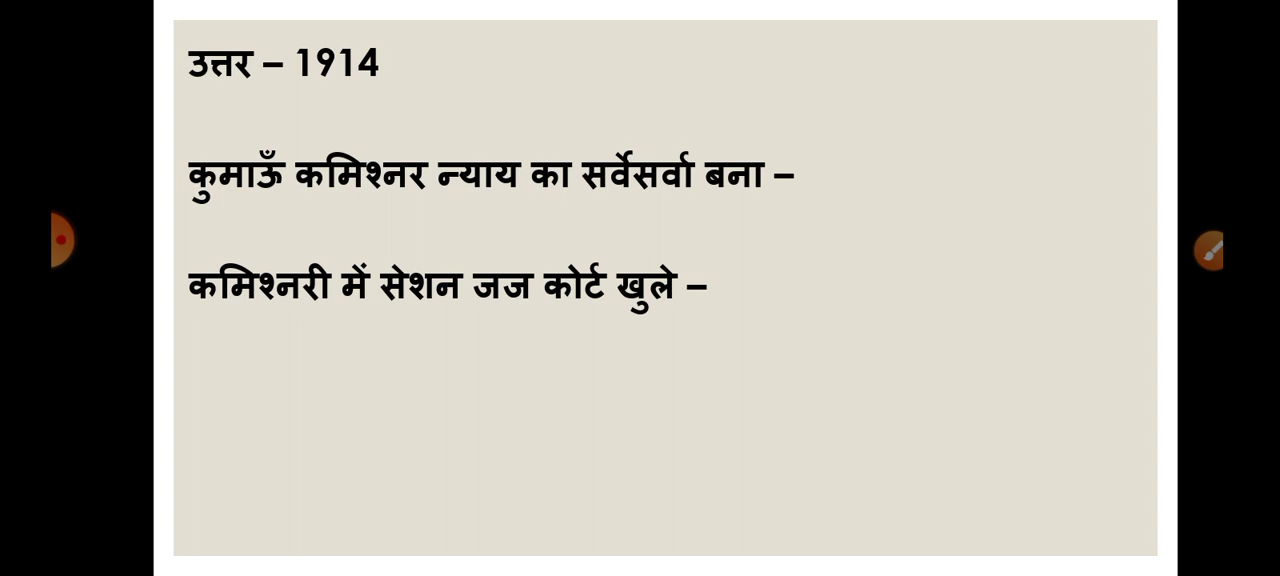 उत्तर – 1914
कुमाऊँ कमिश्नर न्याय का सर्वेसर्वा बना –
कमिश्नरी में सेशन जज कोर्ट खुले –